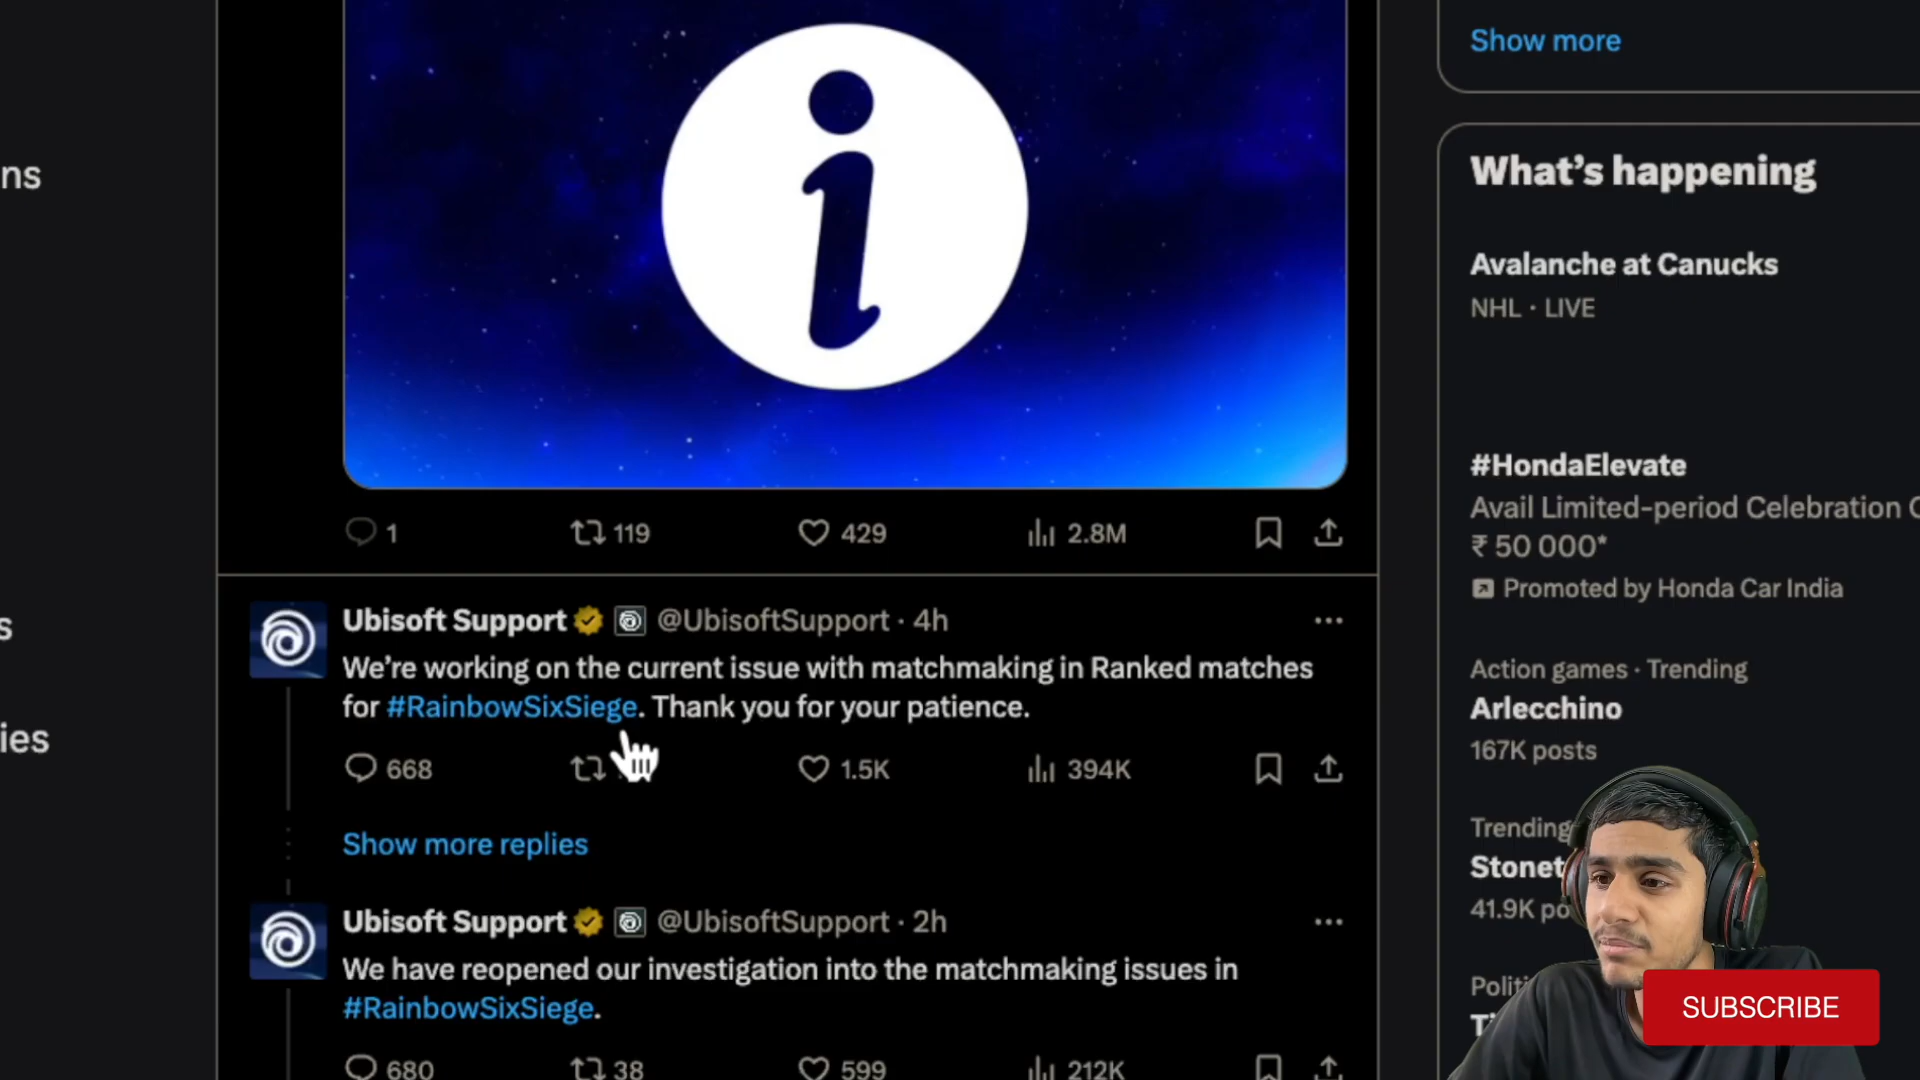 ns
s
ies
i
1 119 429 2.8M
Ubisoft Support @UbisoftSupport · 4h
We're working on the current issue with matchmaking in Ranked matches
for #RainbowSixSiege. Thank you for your patience.
668 1.5K 394K
Show more replies
Ubisoft Support @UbisoftSupport · 2h
We have reopened our investigation into the matchmaking issues in
#RainbowSixSiege.
680 38 599 212K
Show more
What's happening
Avalanche at Canucks
NHL · LIVE
#HondaElevate
Avail Limited-period Celebration
₹ 50 000*
Promoted by Honda Car India
Action games · Trending
Arlecchino
167K posts
Trending
Stonet
41.9K po
Politi
SUBSCRIBE